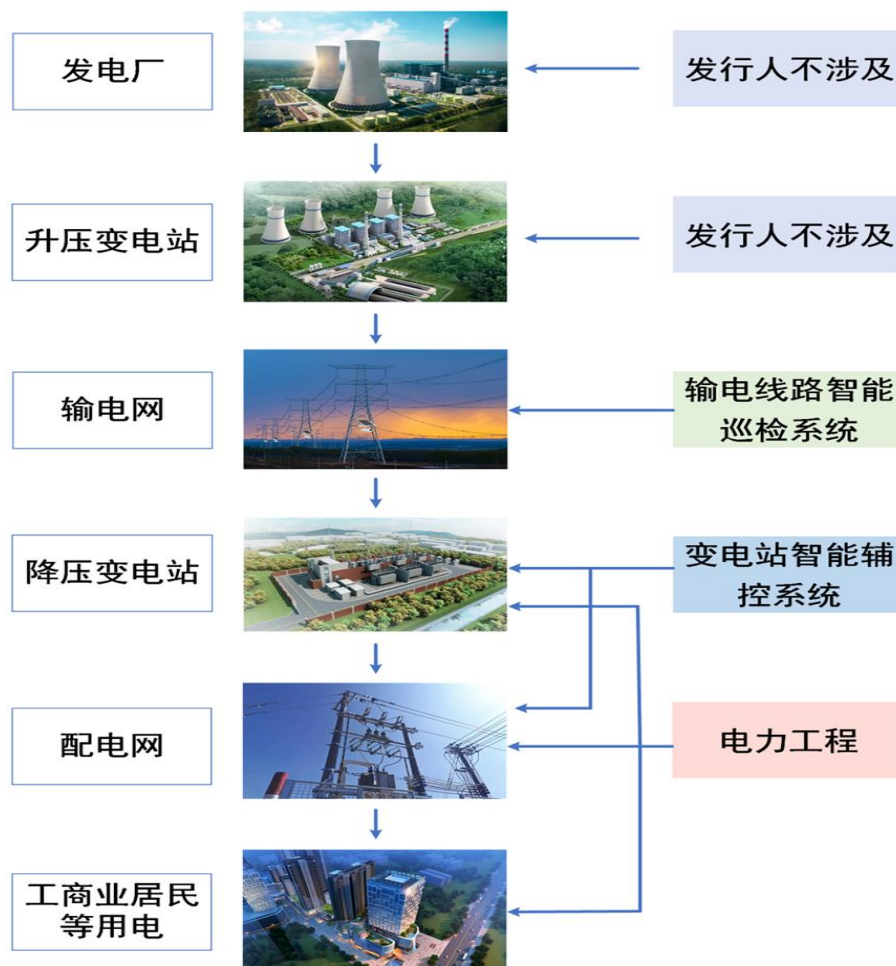 发电厂
发行人不涉及
升压变电站
发行人不涉及
输电网
输电线路智能
巡检系统
降压变电站
变电站智能辅
控系统
配电网
电力工程
工商业居民
等用电